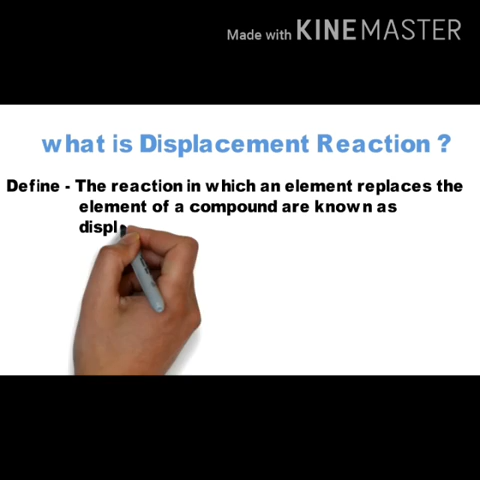 Made with KINEMASTER
what is Displacement Reaction ?
Define - The reaction in which an element replaces the
element of a compound are known as
displ